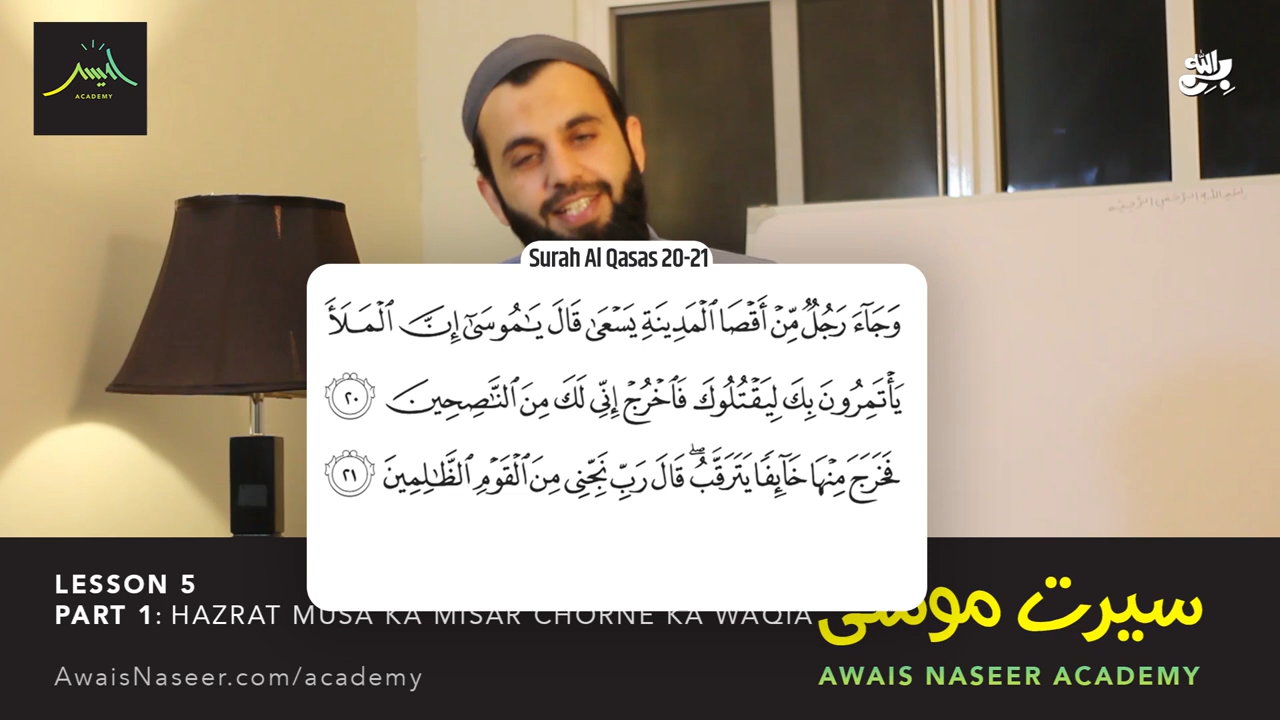 ACADEMY
Surah Al Qasas 20-21
وَجَآءَ رَجُلٌۭ مِّنْ أَقْصَا ٱلْمَدِينَةِ يَسْعَىٰ قَالَ يَـٰمُوسَىٰٓ إِنَّ ٱلْمَلَأَ
يَأْتَمِرُونَ بِكَ لِيَقْتُلُوكَ فَٱخْرُجْ إِنِّى لَكَ مِنَ ٱلنَّـٰصِحِينَ ٢٠
فَخَرَجَ مِنْهَا خَآئِفًۭا يَتَرَقَّبُ ۖ قَالَ رَبِّ نَجِّنِى مِنَ ٱلْقَوْمِ ٱلظَّـٰلِمِينَ ٢١
LESSON 5
PART 1: HAZRAT MUSA KA MISAR CHORNE KA WAQIA
AwaisNaseer.com/academy
سیرت موسی
AWAIS NASEER ACADEMY